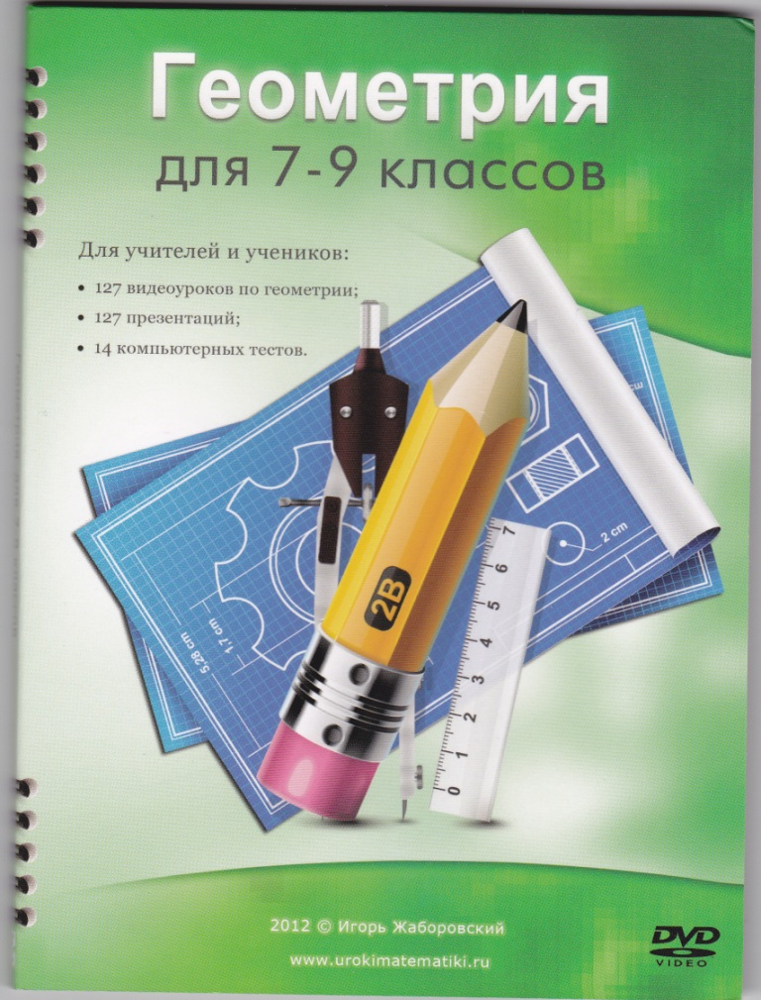 Геометрия
для 7-9 классов
Для учителей и учеников:
• 127 видеоуроков по геометрии;
• 127 презентаций;
• 14 компьютерных тестов.
cw
2 cm
7
6
5
4
3
2
1
0
2B
1,7 cm
5,28 cm
2012 © Игорь Жаборовский
www.urokimatematiki.ru
DVD
VIDEO